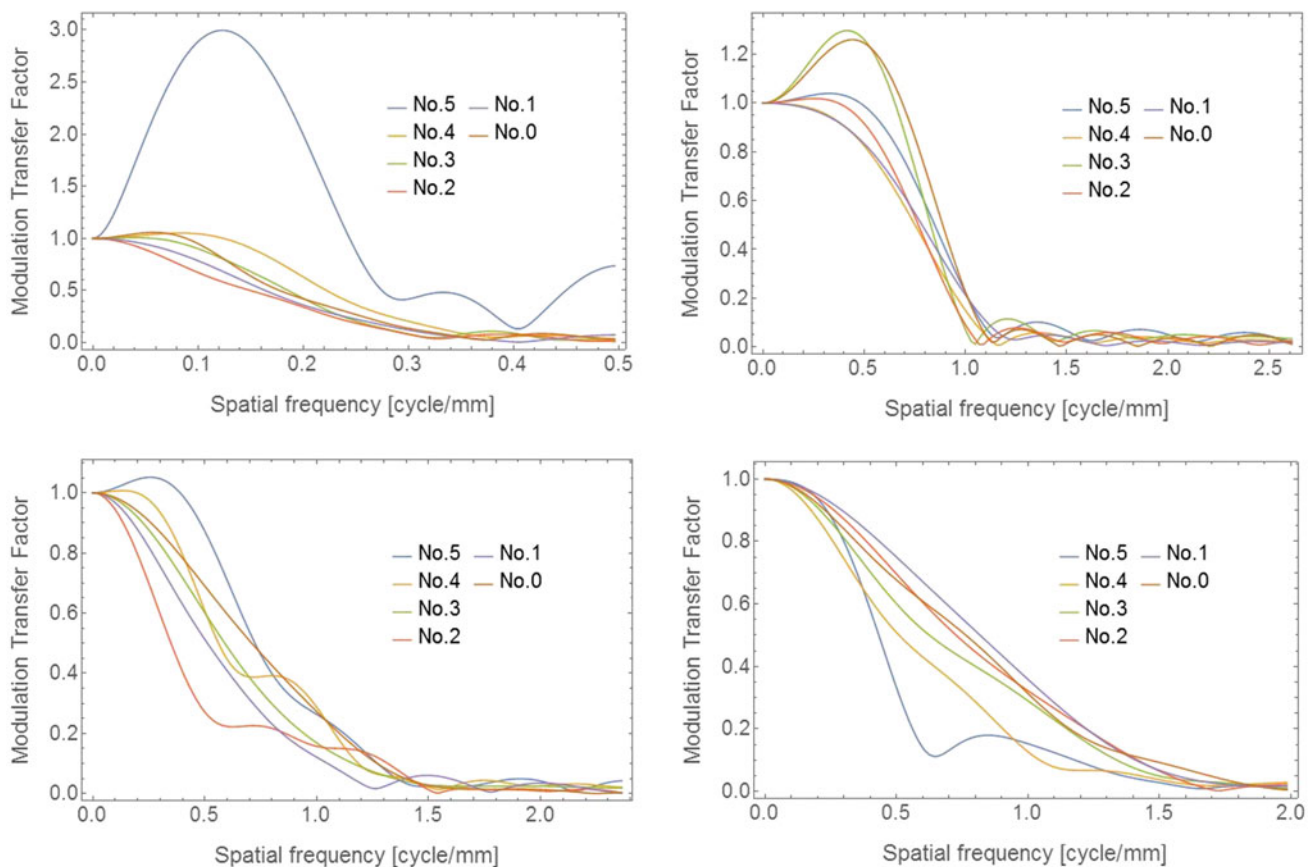 Modulation Transfer Factor
3.0
2.5
2.0
1.5
1.0
0.5
0.0
No.5 No.1
No.4 No.0
No.3
No.2
0.0 0.1 0.2 0.3 0.4 0.5
Spatial frequency [cycle/mm]
Modulation Transfer Factor
1.2
1.0
0.8
0.6
0.4
0.2
0.0
No.5 No.1
No.4 No.0
No.3
No.2
0.0 0.5 1.0 1.5 2.0 2.5
Spatial frequency [cycle/mm]
Modulation Transfer Factor
1.0
0.8
0.6
0.4
0.2
0.0
No.5 No.1
No.4 No.0
No.3
No.2
0.0 0.5 1.0 1.5 2.0
Spatial frequency [cycle/mm]
Modulation Transfer Factor
1.0
0.8
0.6
0.4
0.2
0.0
No.5 No.1
No.4 No.0
No.3
No.2
0.0 0.5 1.0 1.5 2.0
Spatial frequency [cycle/mm]